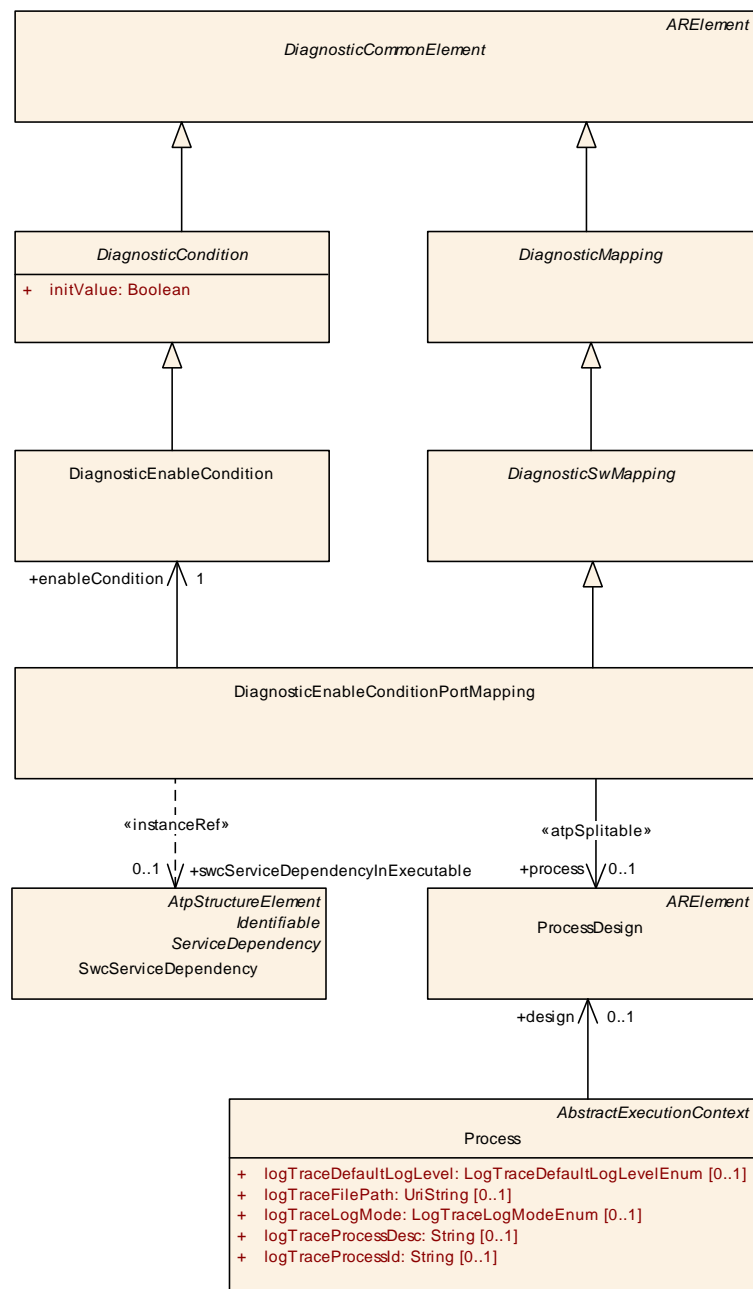 ARElement
DiagnosticCommonElement
DiagnosticCondition
+ initValue: Boolean
DiagnosticMapping
DiagnosticEnableCondition
DiagnosticSwMapping
+enableCondition 1
DiagnosticEnableConditionPortMapping
«instanceRef»
«atpSplitable»
0..1 +swcServiceDependencyInExecutable
+process 0..1
AtpStructureElement
Identifiable
ServiceDependency
SwcServiceDependency
ARElement
ProcessDesign
+design 0..1
AbstractExecutionContext
Process
+ logTraceDefaultLogLevel: LogTraceDefaultLogLevelEnum [0..1]
+ logTraceFilePath: UriString [0..1]
+ logTraceLogMode: LogTraceLogModeEnum [0..1]
+ logTraceProcessDesc: String [0..1]
+ logTraceProcessId: String [0..1]